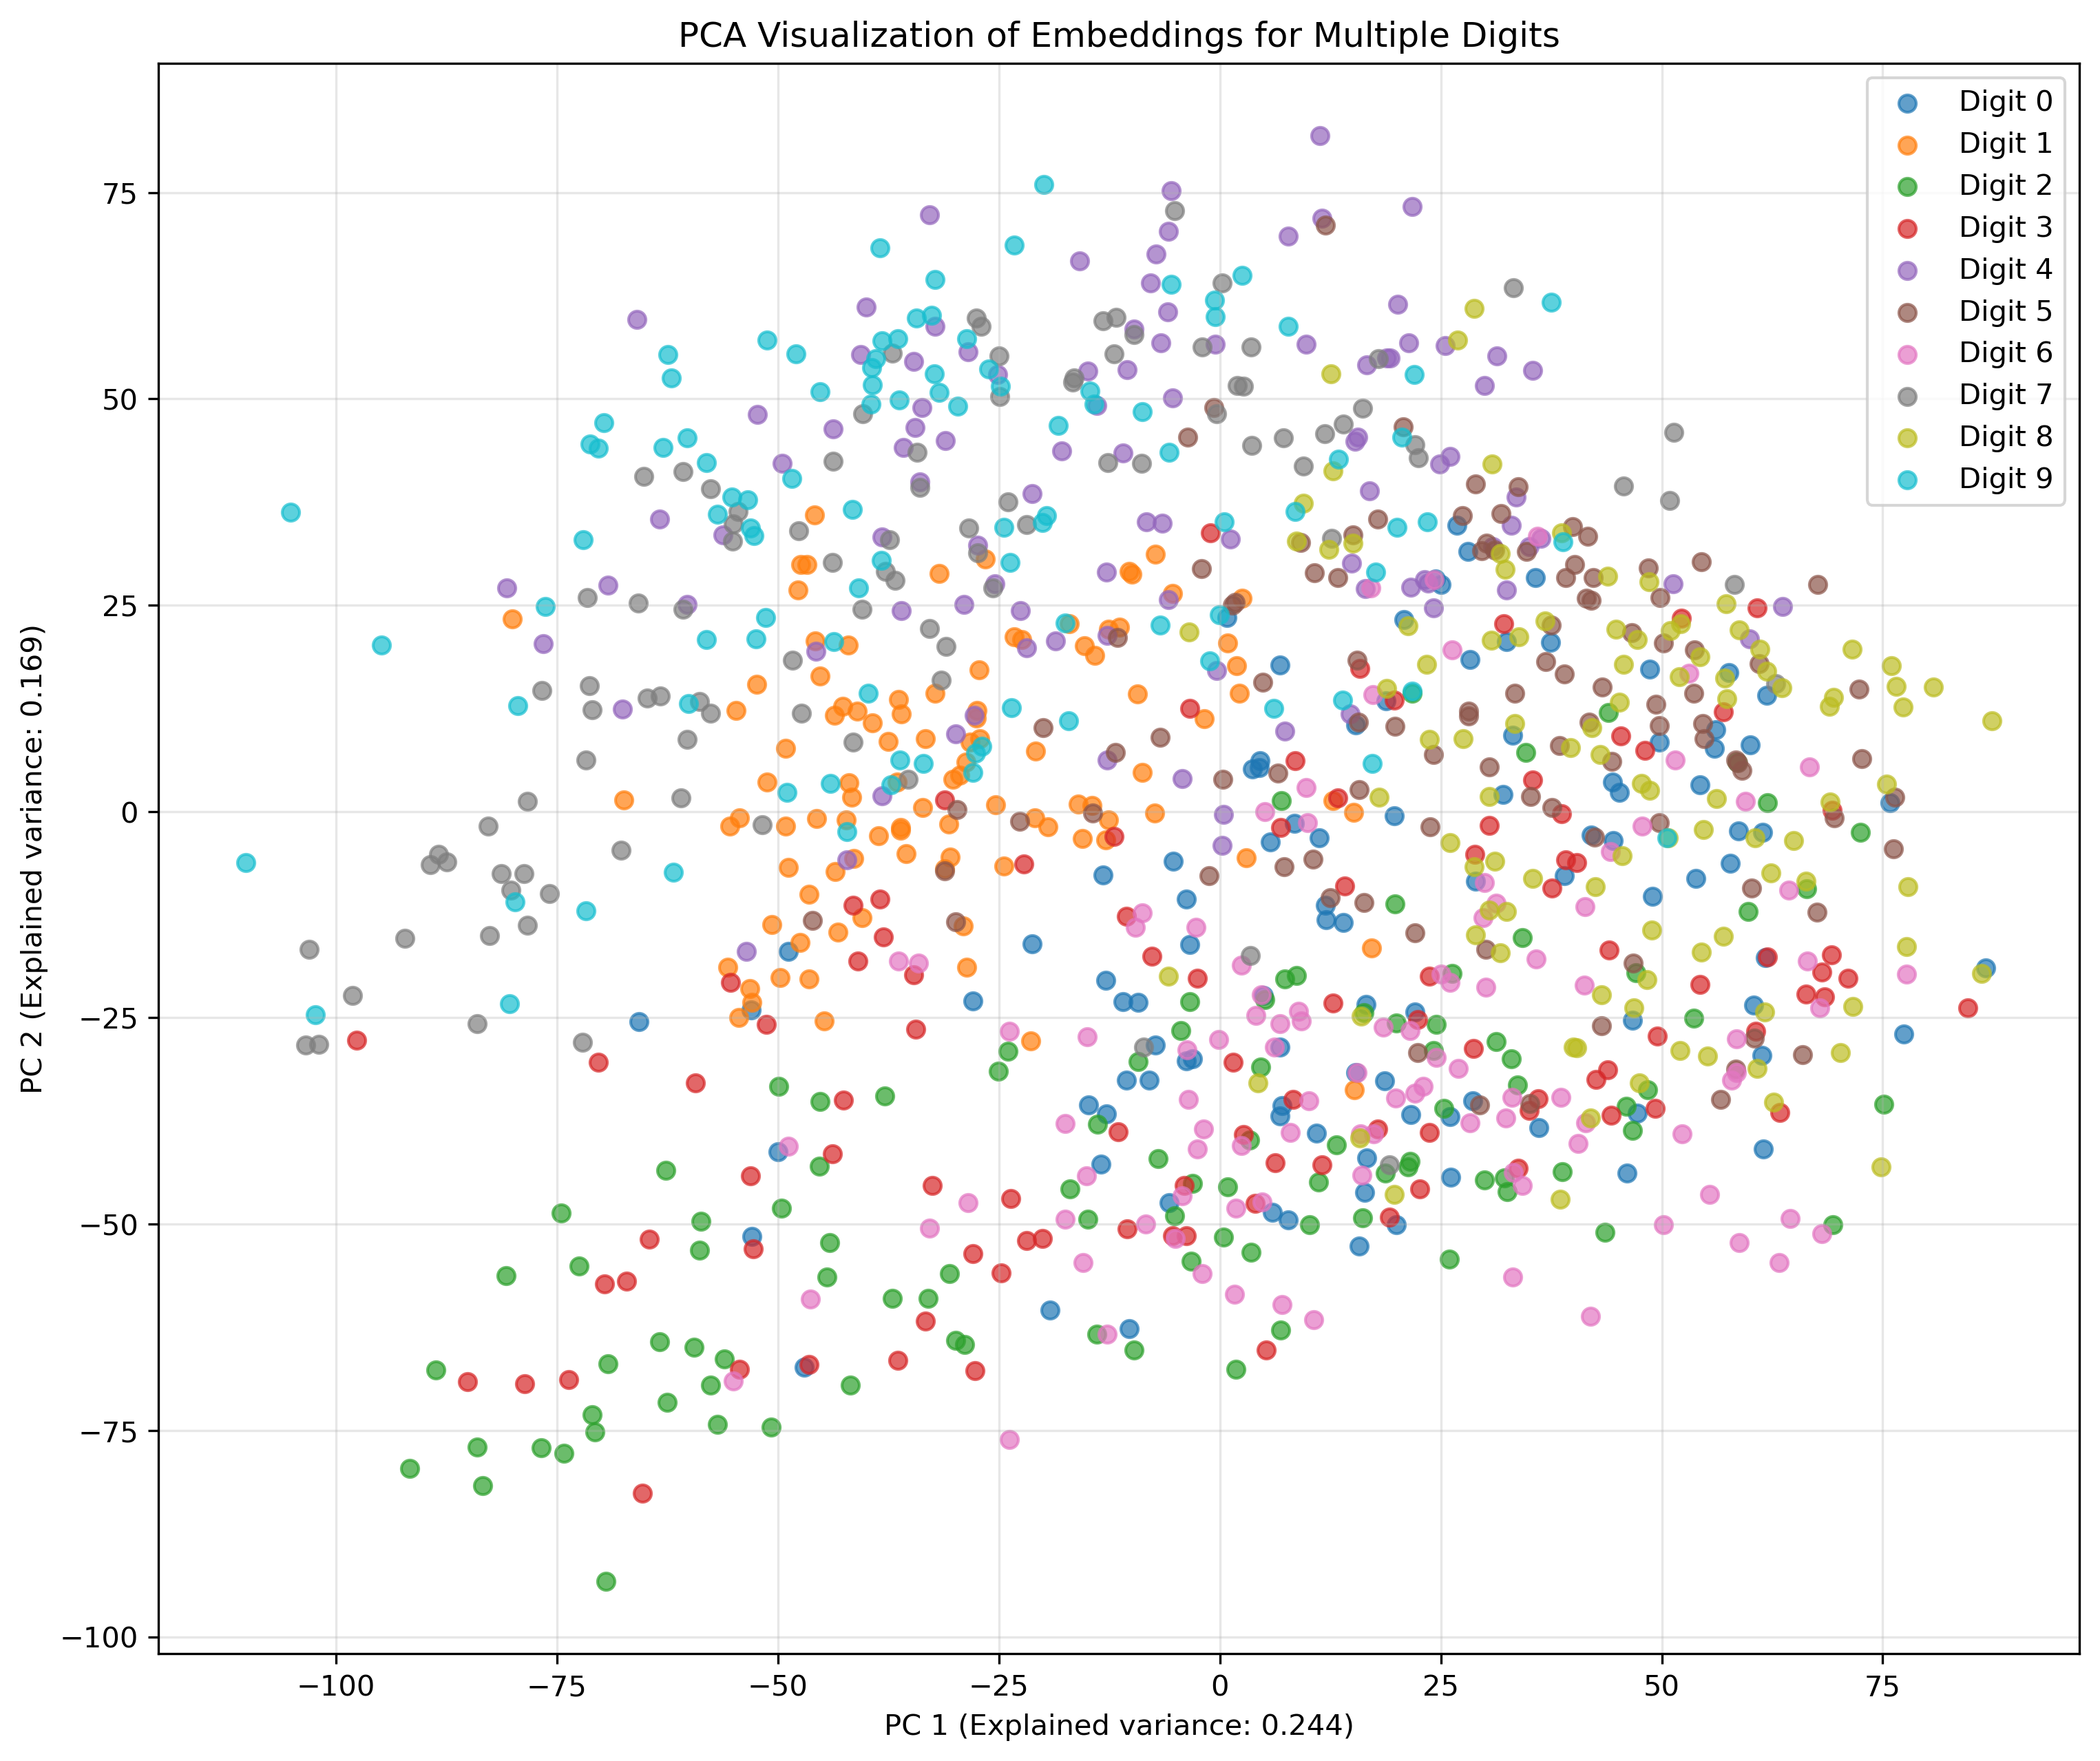 PCA Visualization of Embeddings for Multiple Digits
Digit 0
Digit 1
Digit 2
Digit 3
Digit 4
Digit 5
Digit 6
Digit 7
Digit 8
Digit 9
75
50
25
0
−25
−50
−75
−100
PC 2 (Explained variance: 0.169)
−100
−75
−50
−25
0
25
50
75
PC 1 (Explained variance: 0.244)